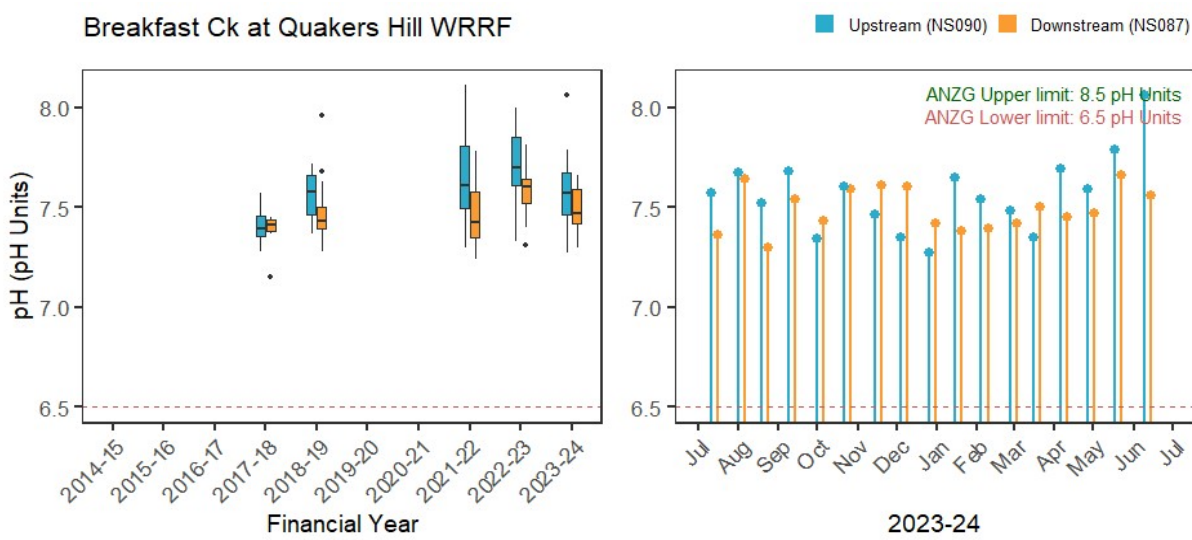 Breakfast Ck at Quakers Hill WRRF
Upstream (NS090) Downstream (NS087)
pH (pH Units)
8.0
7.5
7.0
6.5
2014-15
2015-16
2016-17
2017-18
2018-19
2019-20
2020-21
2021-22
2022-23
2023-24
Financial Year
ANZG Upper limit: 8.5 pH Units
ANZG Lower limit: 6.5 pH Units
8.0
7.5
7.0
6.5
Jul
Aug
Sep
Oct
Nov
Dec
Jan
Feb
Mar
Apr
May
Jun
Jul
2023-24